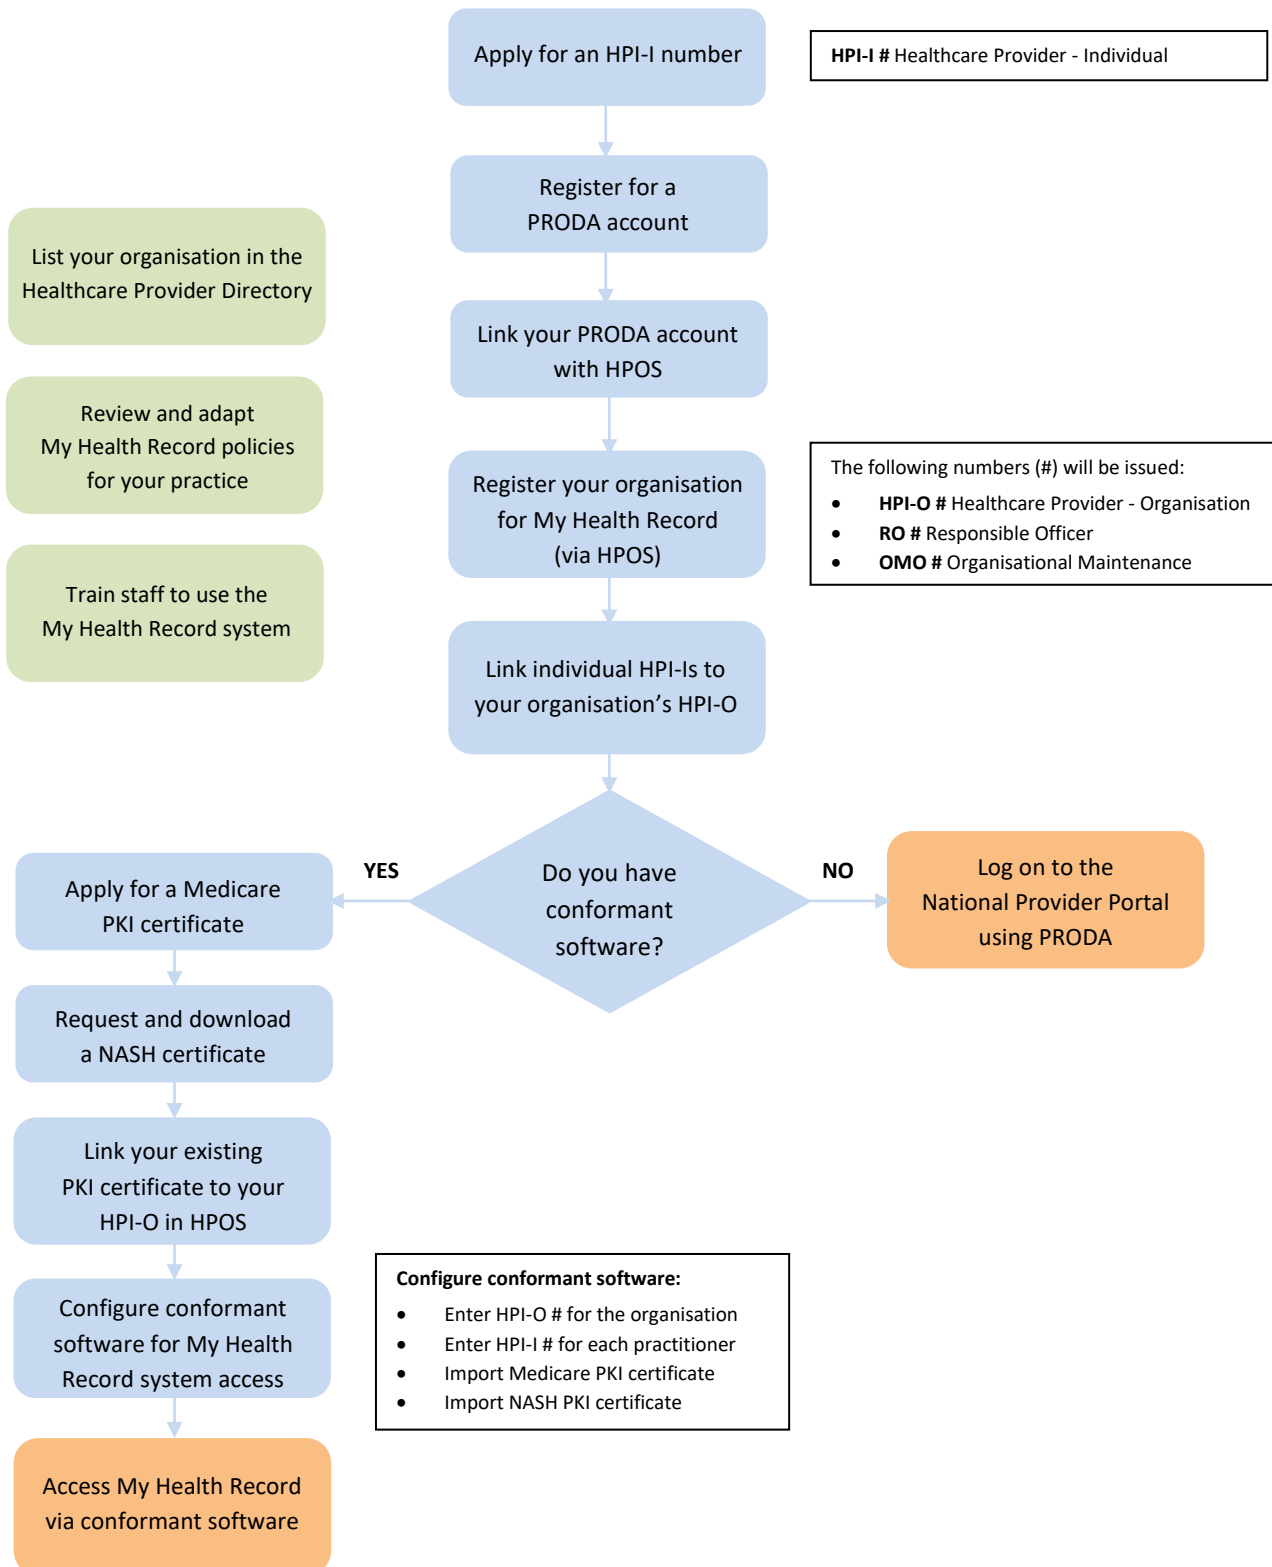 Apply for an HPI-I number
HPI-I # Healthcare Provider - Individual
Register for a
PRODA account
List your organisation in the
Healthcare Provider Directory
Link your PRODA account
with HPOS
Review and adapt
My Health Record policies
for your practice
Register your organisation
for My Health Record
(via HPOS)
The following numbers (#) will be issued:
• HPI-O # Healthcare Provider - Organisation
• RO # Responsible Officer
• OMO # Organisational Maintenance
Train staff to use the
My Health Record system
Link individual HPI-Is to
your organisation’s HPI-O
Do you have
conformant
software?
YES
NO
Log on to the
National Provider Portal
using PRODA
Apply for a Medicare
PKI certificate
Request and download
a NASH certificate
Link your existing
PKI certificate to your
HPI-O in HPOS
Configure conformant
software for My Health
Record system access
Configure conformant software:
• Enter HPI-O # for the organisation
• Enter HPI-I # for each practitioner
• Import Medicare PKI certificate
• Import NASH PKI certificate
Access My Health Record
via conformant software